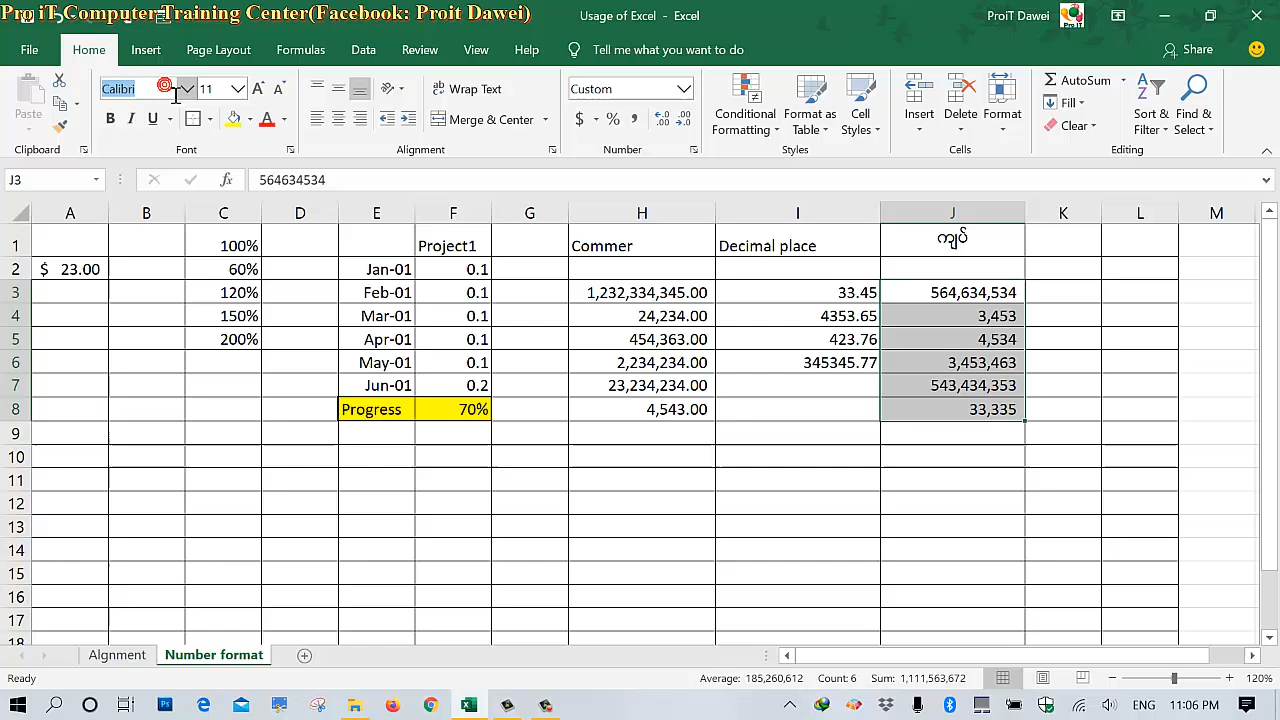 Pro iT Computer Training Center(Facebook: Proit Dawei)
Usage of Excel - Excel
ProiT Dawei
File Home Insert Page Layout Formulas Data Review View Help Tell me what you want to do Share
Paste
Calibri 11
B I U A
Wrap Text
Merge & Center
Custom
$ % ,
Conditional Formatting
Format as Table
Cell Styles
Insert Delete Format
AutoSum
Fill
Clear
Sort & Filter
Find & Select
Clipboard Font Alignment Number Styles Cells Editing
J3 fx 564634534
A B C D E F G H I J K L M
1 100% Project1 Commer Decimal place ကျပ်
2 $ 23.00 60% Jan-01 0.1
3 120% Feb-01 0.1 1,232,334,345.00 33.45 564,634,534
4 150% Mar-01 0.1 24,234.00 4353.65 3,453
5 200% Apr-01 0.1 454,363.00 423.76 4,534
6 May-01 0.1 2,234,234.00 345345.77 3,453,463
7 Jun-01 0.2 23,234,234.00 543,434,353
8 Progress 70% 4,543.00 33,335
9
10
11
12
13
14
15
16
17
18
Alignment Number format
Ready Average: 185,260,612 Count: 6 Sum: 1,111,563,672 120%
ENG 11:06 PM